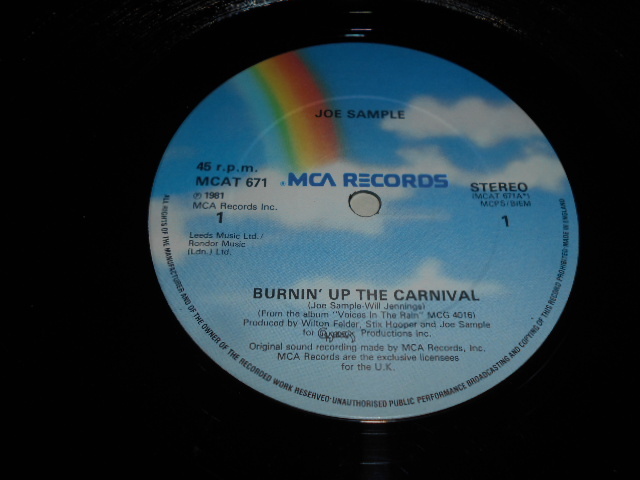 JOE SAMPLE
45 r.p.m.
MCAT 671
MCA RECORDS
STEREO
(MCAT 671A*)
MCPS/BIEM
℗ 1981
MCA Records Inc.
1
1
Leeds Music Ltd./
Rondor Music
(Ldn.) Ltd.
BURNIN' UP THE CARNIVAL
(Joe Sample-Will Jennings)
(From the album "Voices In The Rain" MCG 4016)
Produced by Wilton Felder, Stix Hooper and Joe Sample
for Crusaders Productions Inc.
Original sound recording made by MCA Records, Inc.
MCA Records are the exclusive licensees
for the U.K.
ALL RIGHTS OF THE MANUFACTURER AND OF THE OWNER OF THE RECORDED WORK RESERVED·UNAUTHORISED PUBLIC PERFORMANCE BROADCASTING AND COPYING OF THIS RECORD PROHIBITED·MADE IN ENGLAND